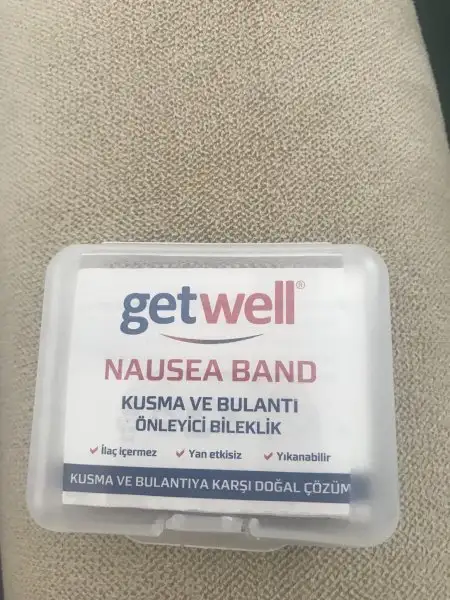 getwell®
NAUSEA BAND
KUSMA VE BULANTI
ÖNLEYİCİ BİLEKLİK
İlaç içermez Yan etkisiz Yıkanabilir
KUSMA VE BULANTIYA KARŞI DOĞAL ÇÖZÜM